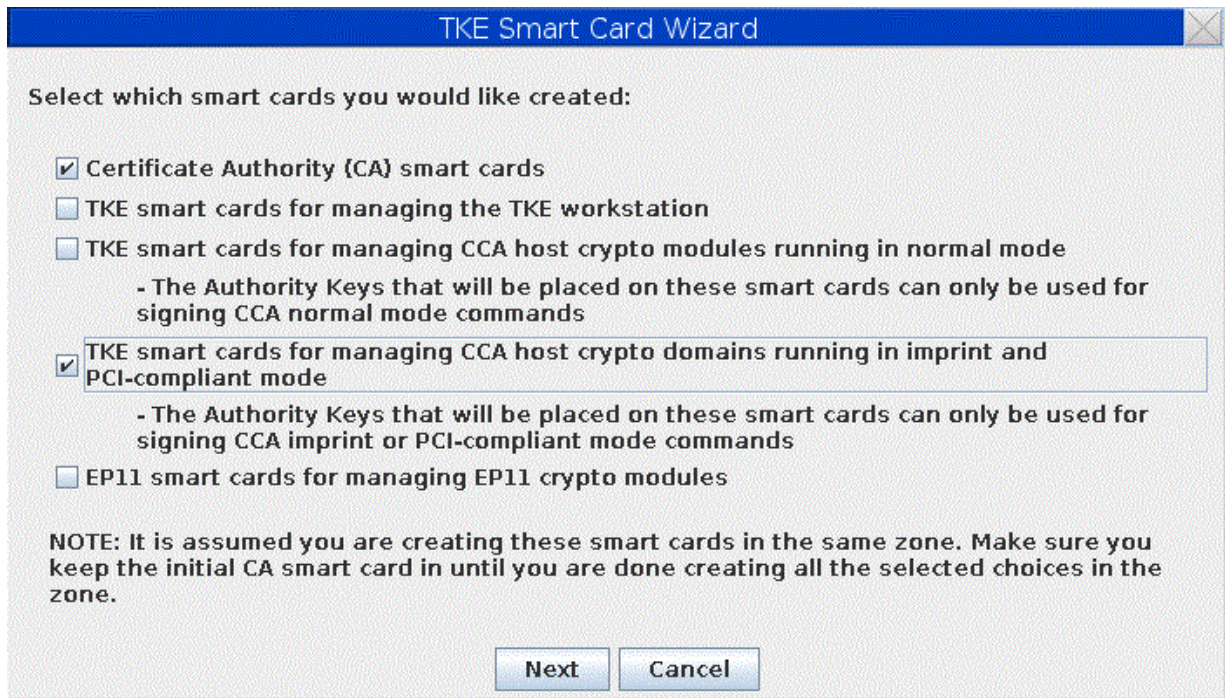 TKE Smart Card Wizard
Select which smart cards you would like created:
Certificate Authority (CA) smart cards
TKE smart cards for managing the TKE workstation
TKE smart cards for managing CCA host crypto modules running in normal mode
- The Authority Keys that will be placed on these smart cards can only be used for
signing CCA normal mode commands
TKE smart cards for managing CCA host crypto domains running in imprint and
PCI-compliant mode
- The Authority Keys that will be placed on these smart cards can only be used for
signing CCA imprint or PCI-compliant mode commands
EP11 smart cards for managing EP11 crypto modules
NOTE: It is assumed you are creating these smart cards in the same zone. Make sure you
keep the initial CA smart card in until you are done creating all the selected choices in the
zone.
Next Cancel